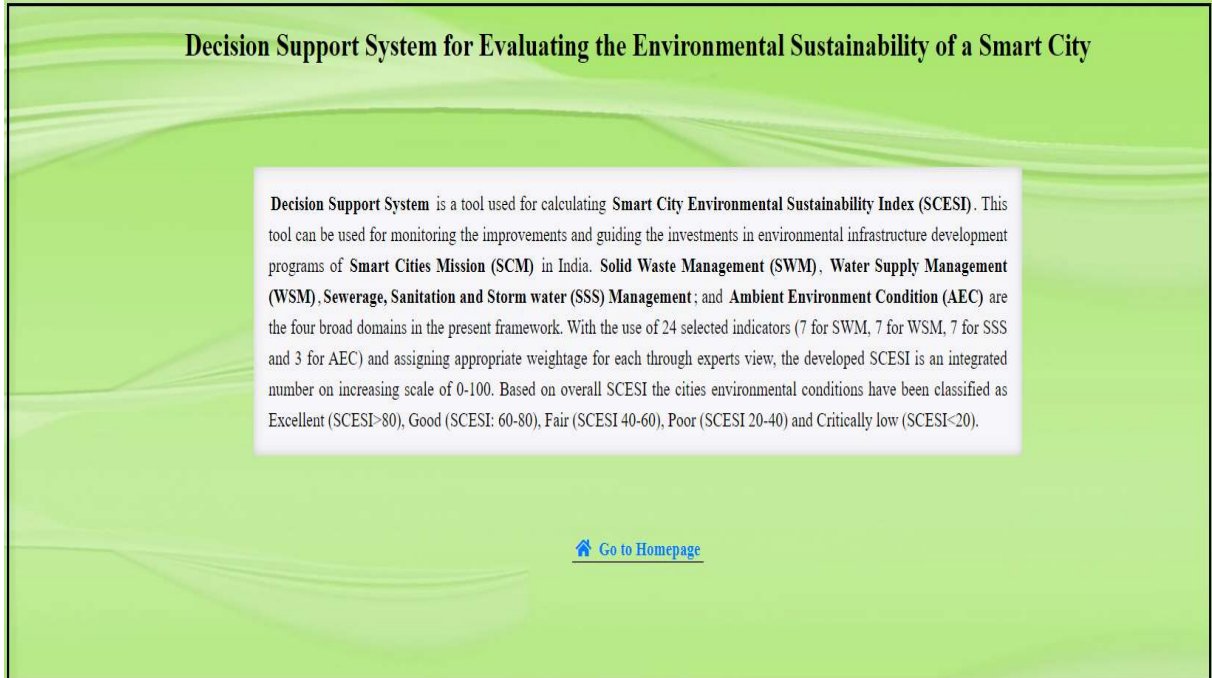 Decision Support System for Evaluating the Environmental Sustainability of a Smart City
Decision Support System is a tool used for calculating Smart City Environmental Sustainability Index (SCESI). This
tool can be used for monitoring the improvements and guiding the investments in environmental infrastructure development
programs of Smart Cities Mission (SCM) in India. Solid Waste Management (SWM), Water Supply Management
(WSM), Sewerage, Sanitation and Storm water (SSS) Management; and Ambient Environment Condition (AEC) are
the four broad domains in the present framework. With the use of 24 selected indicators (7 for SWM, 7 for WSM, 7 for SSS
and 3 for AEC) and assigning appropriate weightage for each through experts view, the developed SCESI is an integrated
number on increasing scale of 0-100. Based on overall SCESI the cities environmental conditions have been classified as
Excellent (SCESI>80), Good (SCESI: 60-80), Fair (SCESI 40-60), Poor (SCESI 20-40) and Critically low (SCESI<20).
Go to Homepage